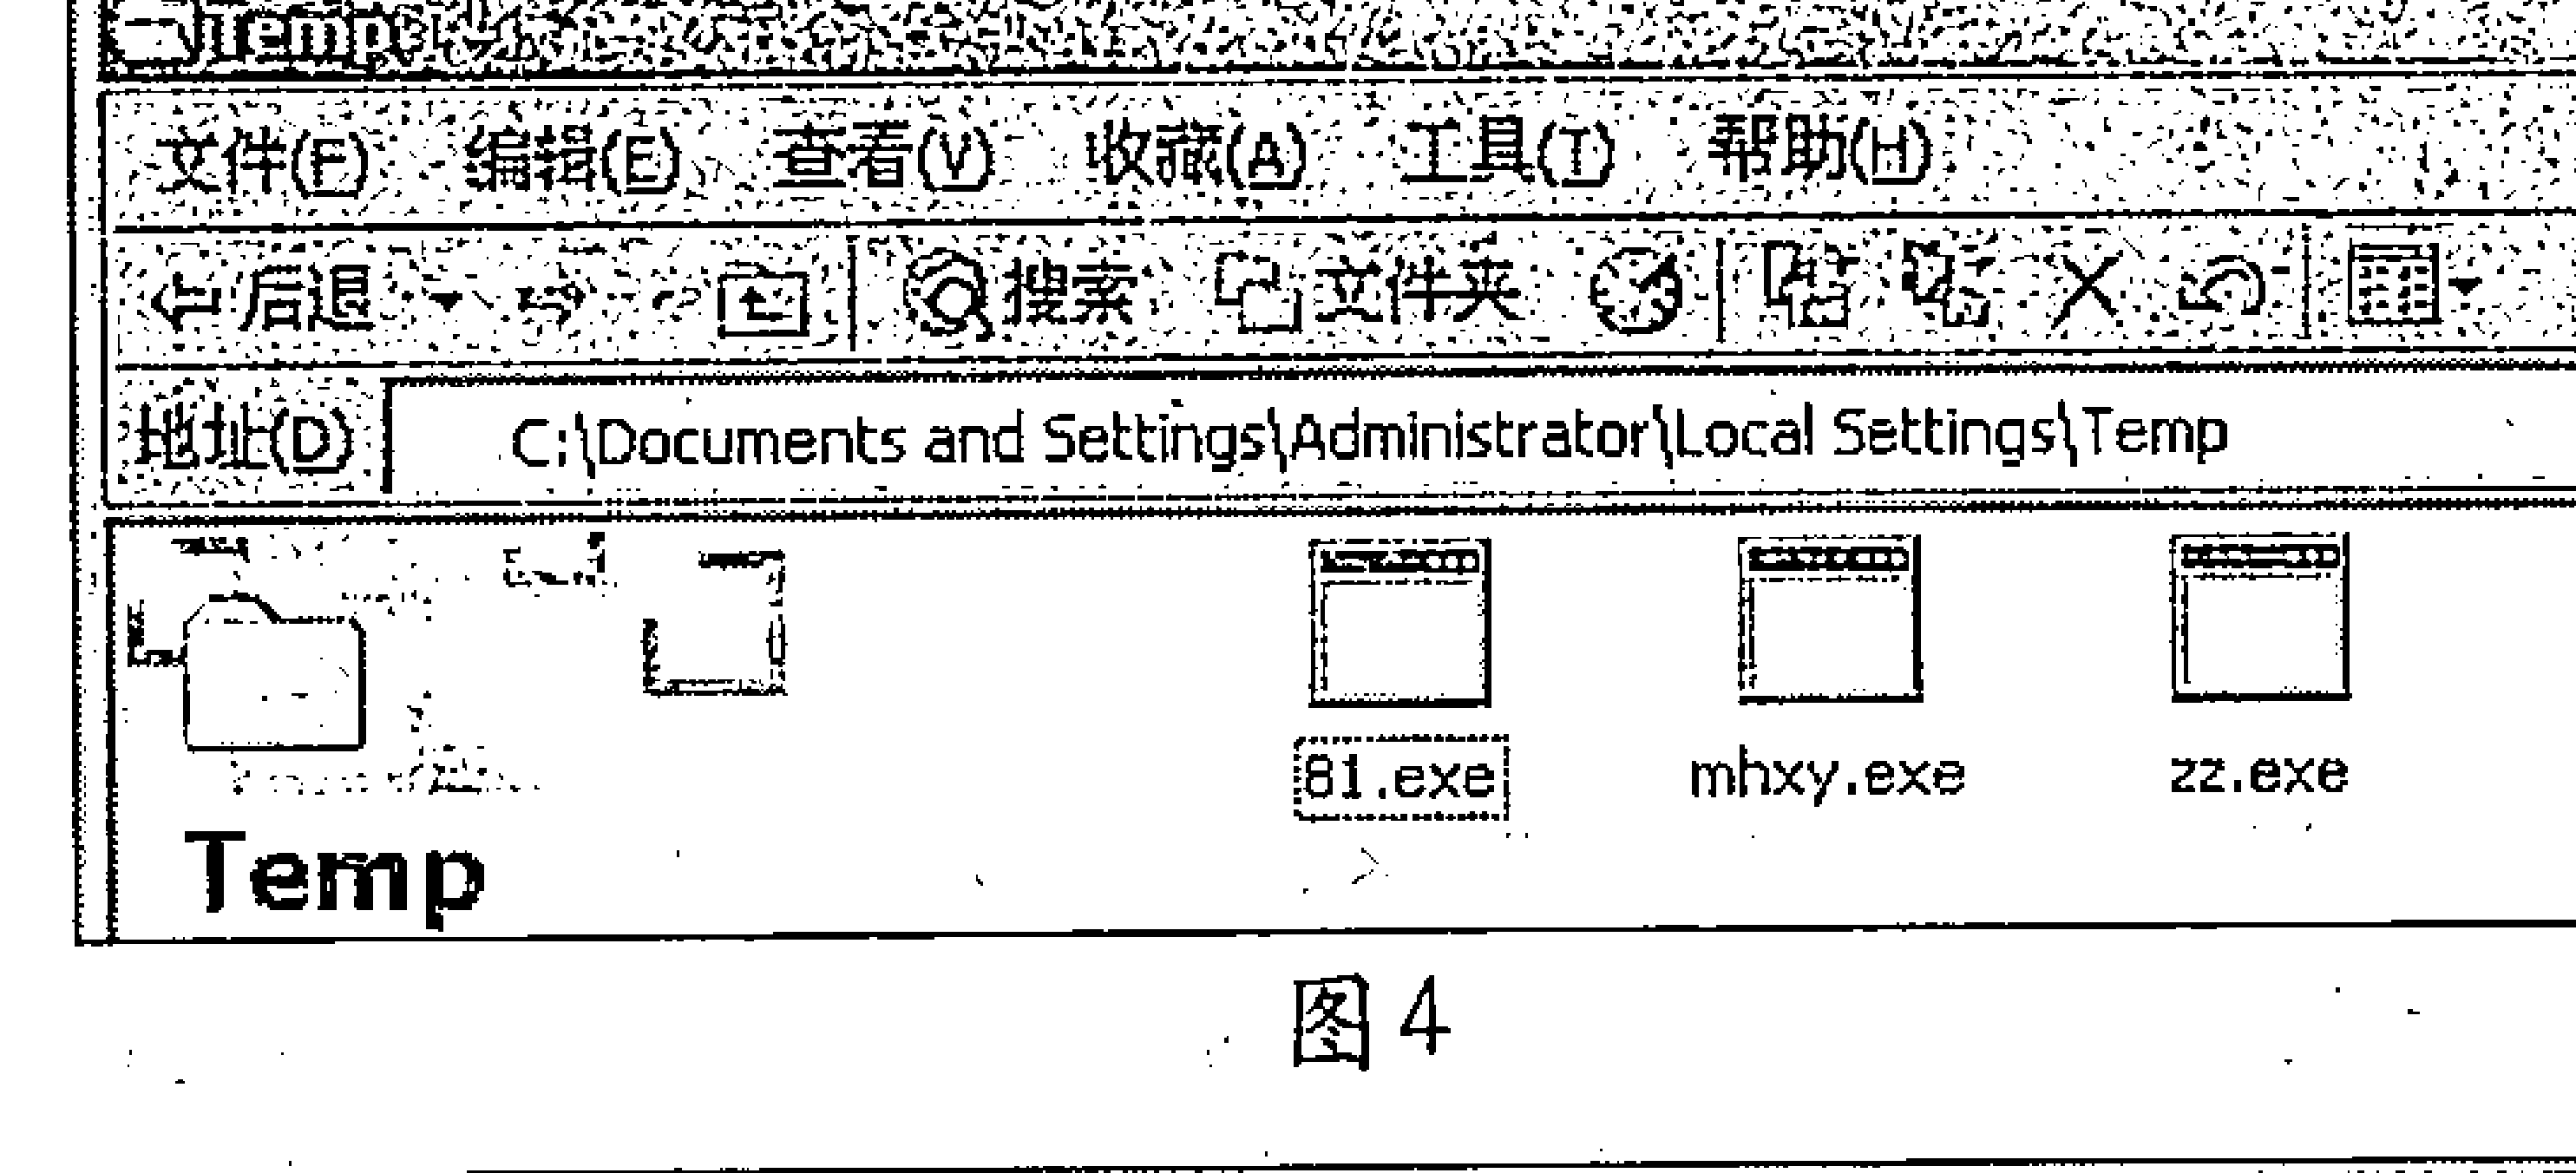 Temp
文件(F) 编辑(E) 查看(V) 收藏(A) 工具(T) 帮助(H)
后退 搜索 文件夹
地址(D) C:\Documents and Settings\Administrator\Local Settings\Temp
81.exe mhxy.exe zz.exe
Temp
图 4